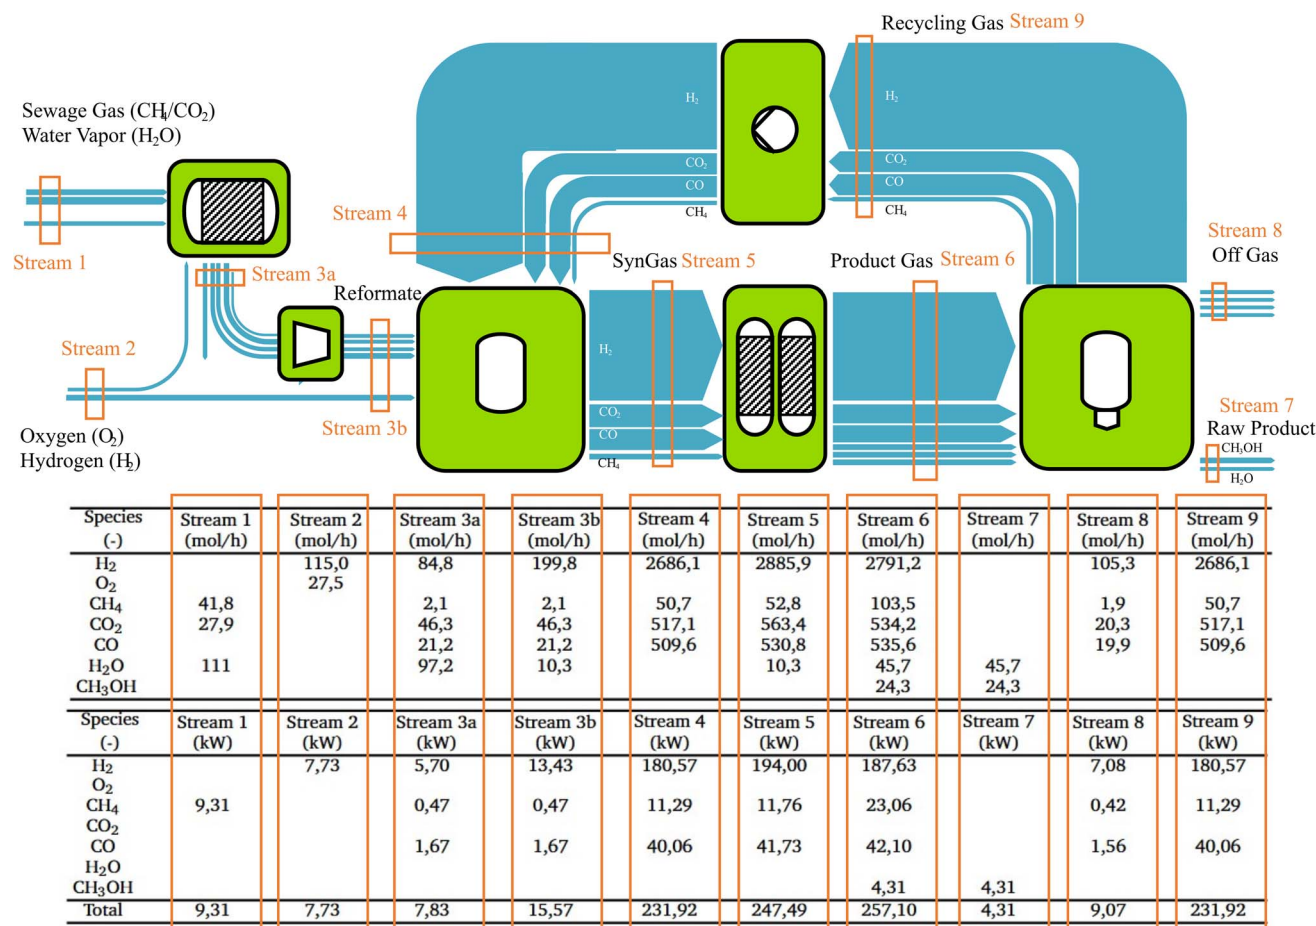 Recycling Gas Stream 9
Sewage Gas (CH₄/CO₂)
Water Vapor (H₂O)
H₂
H₂
CO₂
CO₂
CO
CO
CH₄
CH₄
Stream 4
Stream 1
Stream 3a
SynGas Stream 5
Product Gas Stream 6
Stream 8
Off Gas
Reformate
Stream 2
H₂
Stream 3b
CO₂
CO
CH₄
Stream 7
Raw Product
CH₃OH
H₂O
Oxygen (O₂)
Hydrogen (H₂)
Species Stream 1 Stream 2 Stream 3a Stream 3b Stream 4 Stream 5 Stream 6 Stream 7 Stream 8 Stream 9
(-) (mol/h) (mol/h) (mol/h) (mol/h) (mol/h) (mol/h) (mol/h) (mol/h) (mol/h) (mol/h)
H₂ 115,0 84,8 199,8 2686,1 2885,9 2791,2 105,3 2686,1
O₂ 27,5
CH₄ 41,8 2,1 2,1 50,7 52,8 103,5 1,9 50,7
CO₂ 27,9 46,3 46,3 517,1 563,4 534,2 20,3 517,1
CO 21,2 21,2 509,6 530,8 535,6 19,9 509,6
H₂O 111 97,2 10,3 10,3 45,7 45,7
CH₃OH 24,3 24,3
Species Stream 1 Stream 2 Stream 3a Stream 3b Stream 4 Stream 5 Stream 6 Stream 7 Stream 8 Stream 9
(-) (kW) (kW) (kW) (kW) (kW) (kW) (kW) (kW) (kW) (kW)
H₂ 7,73 5,70 13,43 180,57 194,00 187,63 7,08 180,57
O₂
CH₄ 9,31 0,47 0,47 11,29 11,76 23,06 0,42 11,29
CO₂
CO 1,67 1,67 40,06 41,73 42,10 1,56 40,06
H₂O
CH₃OH 4,31 4,31
Total 9,31 7,73 7,83 15,57 231,92 247,49 257,10 4,31 9,07 231,92